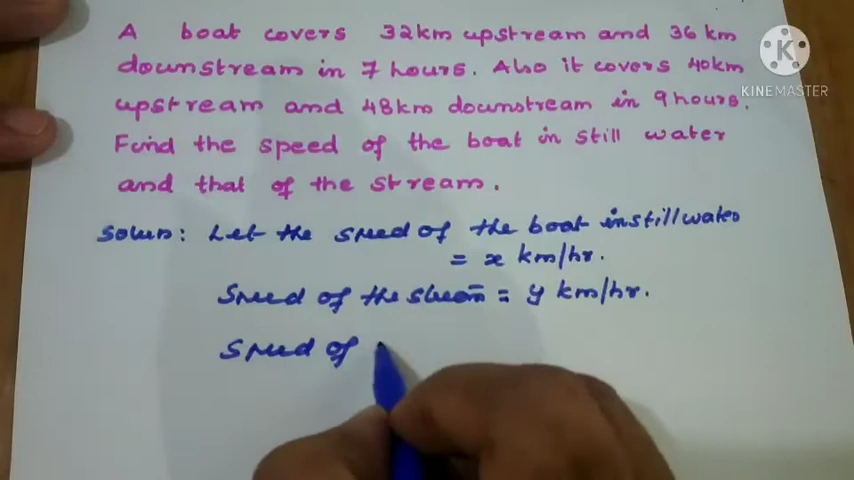 A boat covers 32km upstream and 36 km
downstream in 7 hours. Also it covers 40km
upstream and 48km downstream in 9 hours.
Find the speed of the boat in still water
and that of the stream.
Solun: Let the speed of the boat in still water
= x km/hr.
Speed of the stream = y km/hr.
Speed of
K
KINEMASTER